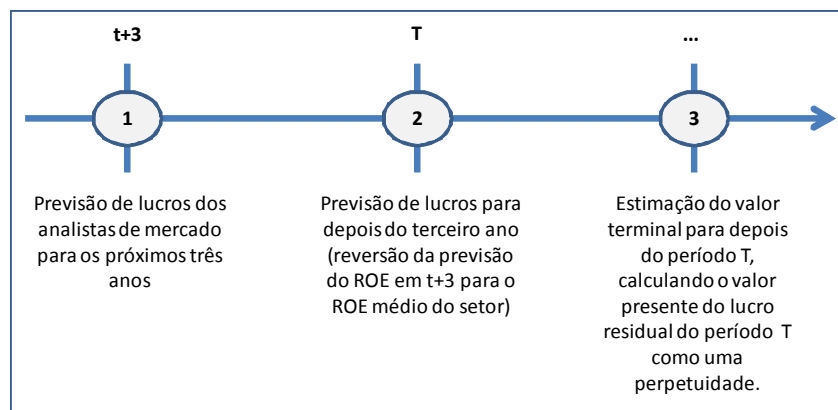 t+3
T
...
1
2
3
Previsão de lucros dos
analistas de mercado
para os próximos três
anos
Previsão de lucros para
depois do terceiro ano
(reversão da previsão
do ROE em t+3 para o
ROE médio do setor)
Estimação do valor
terminal para depois
do período T,
calculando o valor
presente do lucro
residual do período T
como uma
perpetuidade.